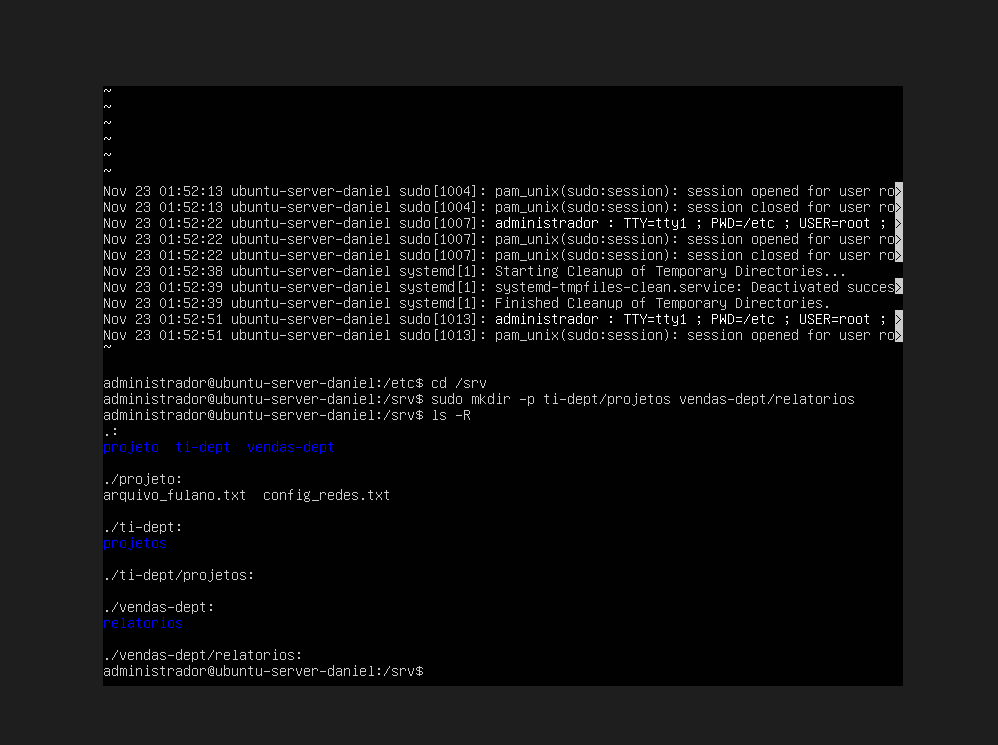 ~
~
~
~
~
~
Nov 23 01:52:13 ubuntu-server-daniel sudo[1004]: pam_unix(sudo:session): session opened for user ro>
Nov 23 01:52:13 ubuntu-server-daniel sudo[1004]: pam_unix(sudo:session): session closed for user ro>
Nov 23 01:52:22 ubuntu-server-daniel sudo[1007]: administrador : TTY=tty1 ; PWD=/etc ; USER=root ; >
Nov 23 01:52:22 ubuntu-server-daniel sudo[1007]: pam_unix(sudo:session): session opened for user ro>
Nov 23 01:52:22 ubuntu-server-daniel sudo[1007]: pam_unix(sudo:session): session closed for user ro>
Nov 23 01:52:38 ubuntu-server-daniel systemd[1]: Starting Cleanup of Temporary Directories...
Nov 23 01:52:39 ubuntu-server-daniel systemd[1]: systemd-tmpfiles-clean.service: Deactivated succes>
Nov 23 01:52:39 ubuntu-server-daniel systemd[1]: Finished Cleanup of Temporary Directories.
Nov 23 01:52:51 ubuntu-server-daniel sudo[1013]: administrador : TTY=tty1 ; PWD=/etc ; USER=root ; >
Nov 23 01:52:51 ubuntu-server-daniel sudo[1013]: pam_unix(sudo:session): session opened for user ro>
~
administrador@ubuntu-server-daniel:/etc$ cd /srv
administrador@ubuntu-server-daniel:/srv$ sudo mkdir -p ti-dept/projetos vendas-dept/relatorios
administrador@ubuntu-server-daniel:/srv$ ls -R
.:
projeto  ti-dept  vendas-dept
./projeto:
arquivo_fulano.txt  config_redes.txt
./ti-dept:
projetos
./ti-dept/projetos:
./vendas-dept:
relatorios
./vendas-dept/relatorios:
administrador@ubuntu-server-daniel:/srv$